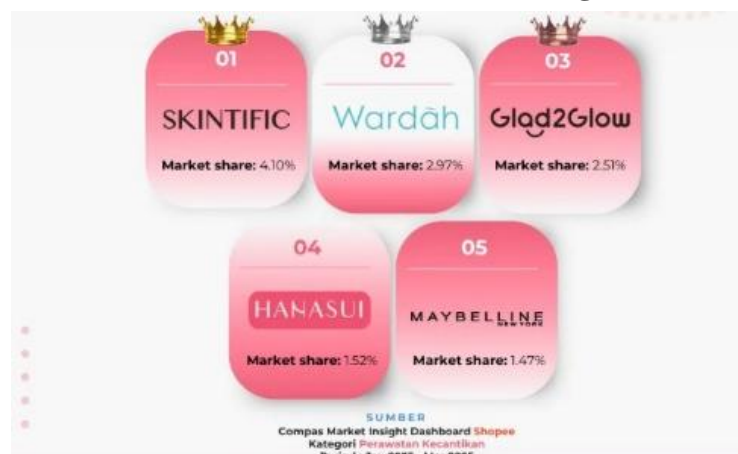 01
SKINTIFIC
Market share: 4.10%
02
Wardah
Market share: 2.97%
03
Glad2Glow
Market share: 2.51%
04
HANASUI
Market share: 1.52%
05
MAYBELLINE
NEW YORK
Market share: 1.47%
SUMBER
Compas Market Insight Dashboard Shopee
Kategori Perawatan Kecantikan